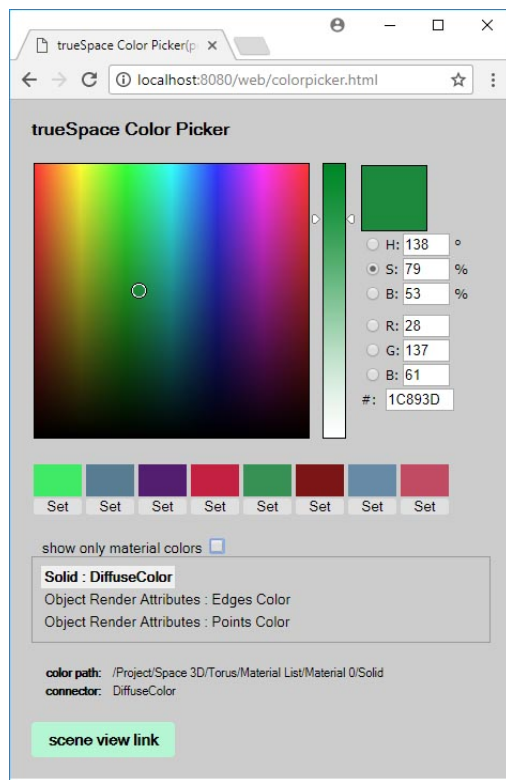 trueSpace Color Picker(p
localhost:8080/web/colorpicker.html
trueSpace Color Picker
H: 138 °
S: 79 %
B: 53 %
R: 28
G: 137
B: 61
#: 1C893D
Set Set Set Set Set Set Set Set
show only material colors
Solid : DiffuseColor
Object Render Attributes : Edges Color
Object Render Attributes : Points Color
color path: /Project/Space 3D/Torus/Material List/Material 0/Solid
connector: DiffuseColor
scene view link